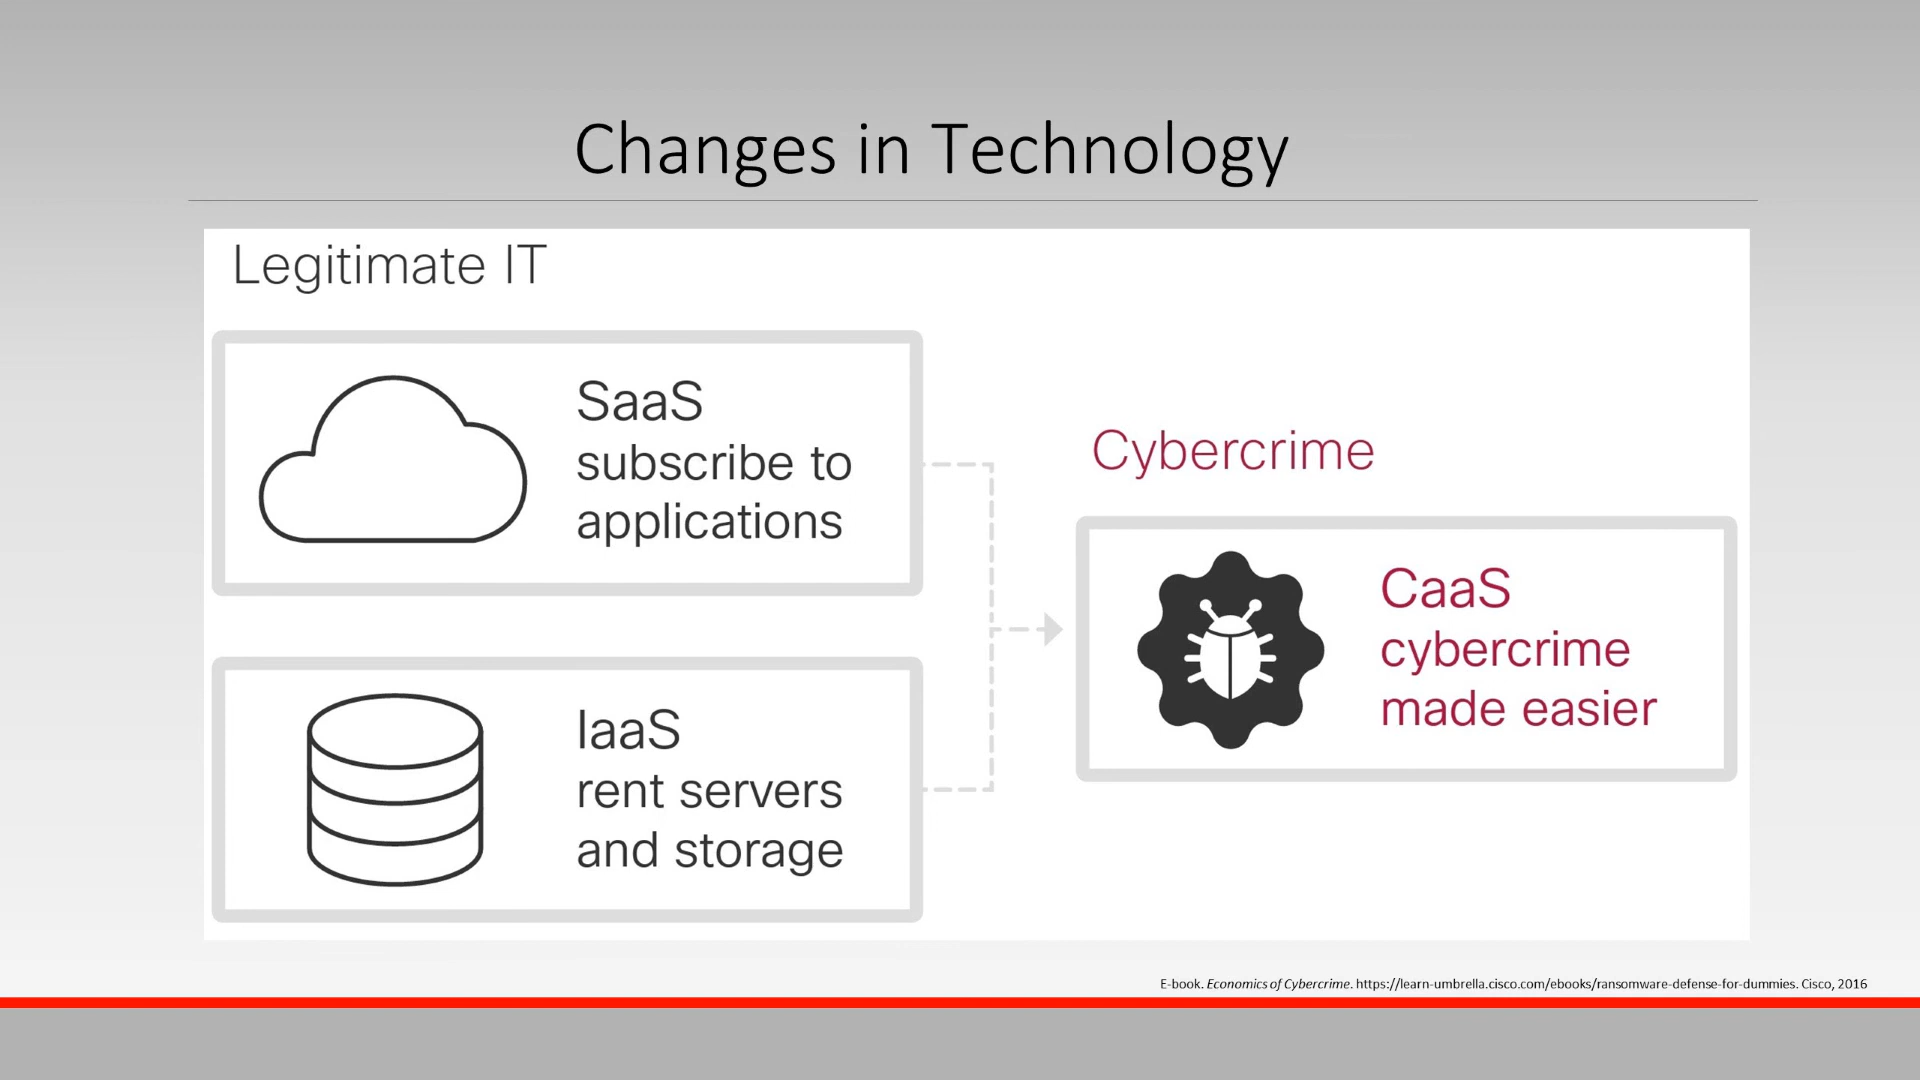 Changes in Technology
Legitimate IT
SaaS
subscribe to
applications
IaaS
rent servers
and storage
Cybercrime
CaaS
cybercrime
made easier
E-book. Economics of Cybercrime. https://learn-umbrella.cisco.com/ebooks/ransomware-defense-for-dummies. Cisco, 2016